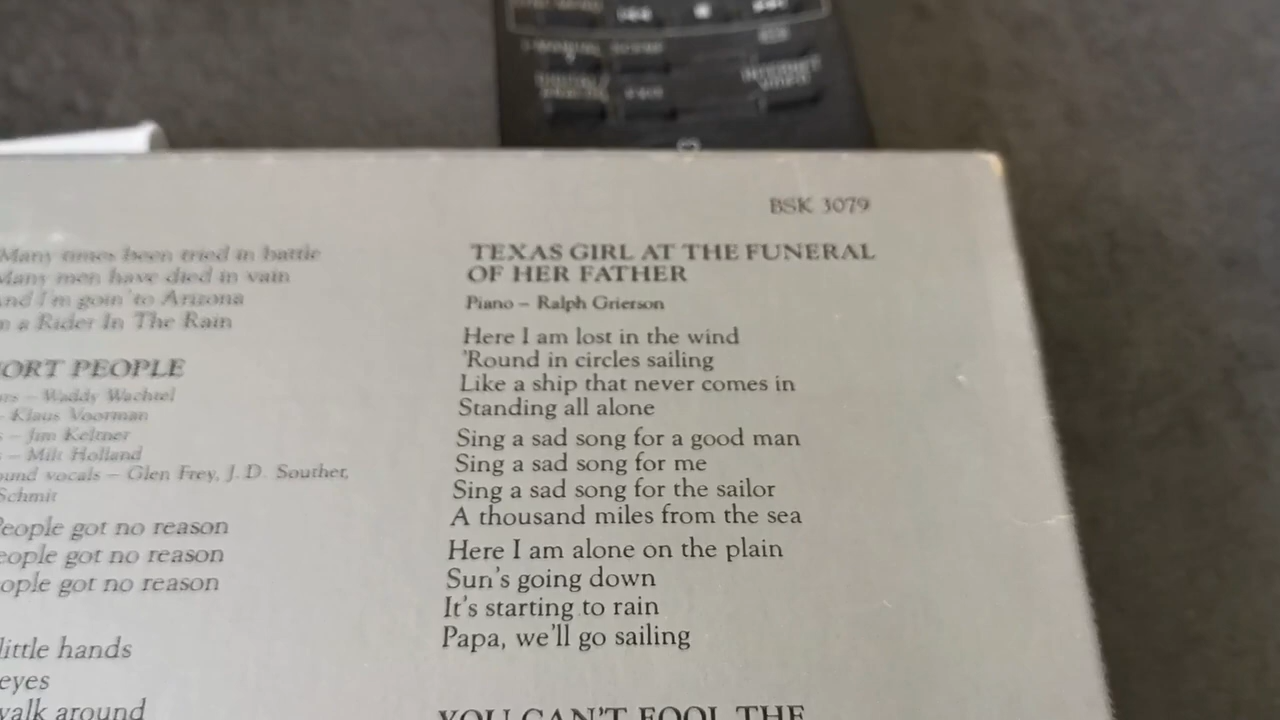 INTERNET
BSK 3079
Many times been tried in battle
Many men have died in vain
And I'm goin' to Arizona
a Rider In The Rain
ORT PEOPLE
rs – Waddy Wachtel
– Klaus Voorman
s – Jim Keltner
s – Milt Holland
ound vocals – Glen Frey, J. D. Souther,
Schmit
People got no reason
eople got no reason
ople got no reason
little hands
eyes
walk around
TEXAS GIRL AT THE FUNERAL
OF HER FATHER
Piano – Ralph Grierson
Here I am lost in the wind
'Round in circles sailing
Like a ship that never comes in
Standing all alone
Sing a sad song for a good man
Sing a sad song for me
Sing a sad song for the sailor
A thousand miles from the sea
Here I am alone on the plain
Sun's going down
It's starting to rain
Papa, we'll go sailing
YOU CAN'T FOOL THE